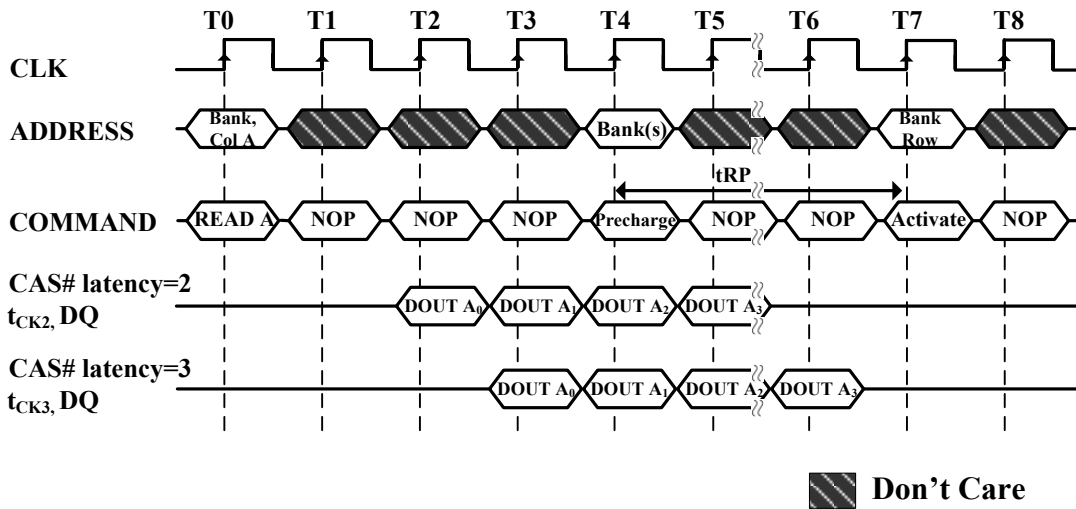 T0 T1 T2 T3 T4 T5 T6 T7 T8
CLK
ADDRESS
Bank, Col A
Bank(s)
Bank Row
tRP
COMMAND
READ A NOP NOP NOP Precharge NOP NOP Activate NOP
CAS# latency=2
tCK2, DQ
DOUT A0 DOUT A1 DOUT A2 DOUT A3
CAS# latency=3
tCK3, DQ
DOUT A0 DOUT A1 DOUT A2 DOUT A3
Don't Care